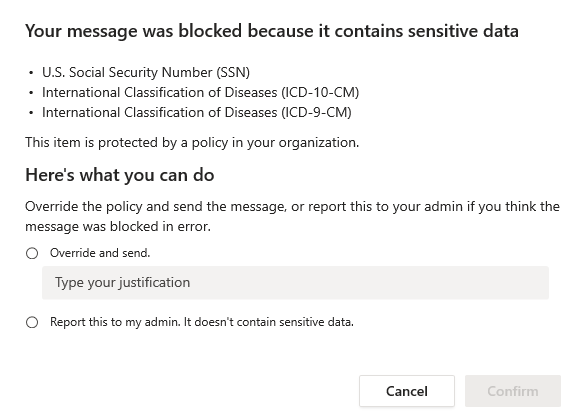 Your message was blocked because it contains sensitive data
• U.S. Social Security Number (SSN)
• International Classification of Diseases (ICD-10-CM)
• International Classification of Diseases (ICD-9-CM)
This item is protected by a policy in your organization.
Here's what you can do
Override the policy and send the message, or report this to your admin if you think the
message was blocked in error.
Override and send.
Type your justification
Report this to my admin. It doesn't contain sensitive data.
Cancel Confirm